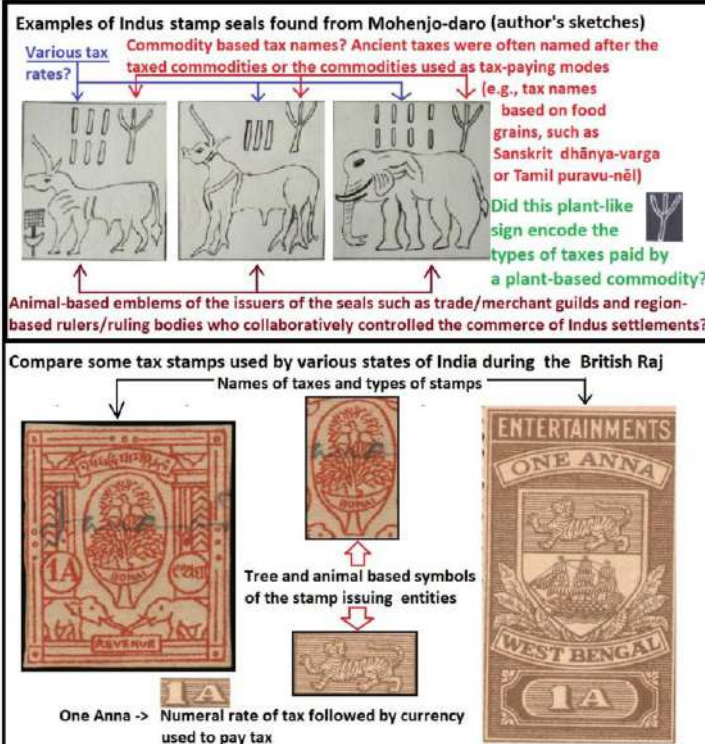 Examples of Indus stamp seals found from Mohenjo-daro (author's sketches)
Various tax rates?
Commodity based tax names? Ancient taxes were often named after the
taxed commodities or the commodities used as tax-paying modes
(e.g., tax names
based on food
grains, such as
Sanskrit dhānya-varga
or Tamil puravu-nēl)
Did this plant-like
sign encode the
types of taxes paid by
a plant-based commodity?
Animal-based emblems of the issuers of the seals such as trade/merchant guilds and region-
based rulers/ruling bodies who collaboratively controlled the commerce of Indus settlements?
Compare some tax stamps used by various states of India during the British Raj
Names of taxes and types of stamps
1A
BONAI
REVENUE
BONAI
Tree and animal based symbols
of the stamp issuing entities
ENTERTAINMENTS
ONE ANNA
WEST BENGAL
1A
1A
One Anna -> Numeral rate of tax followed by currency
used to pay tax